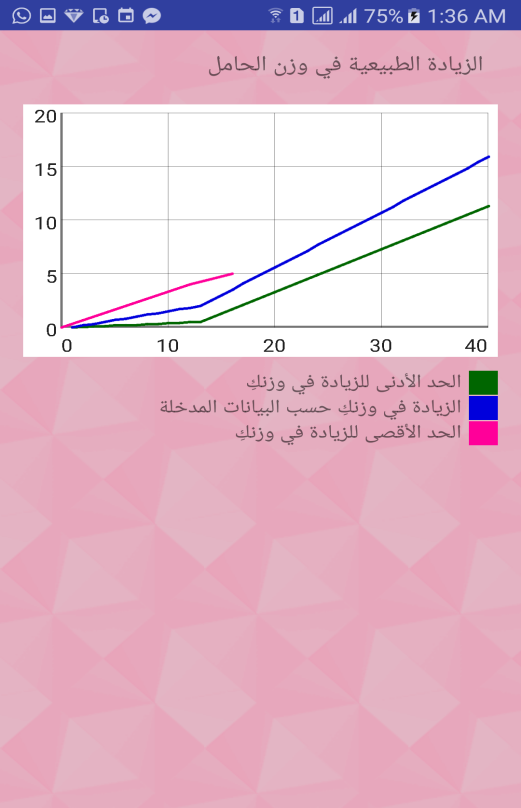 1 75% 1:36 AM
الزيادة الطبيعية في وزن الحامل
20
15
10
5
0
0 10 20 30 40
الحد الأدنى للزيادة في وزنكِ
الزيادة في وزنكِ حسب البيانات المدخلة
الحد الأقصى للزيادة في وزنكِ